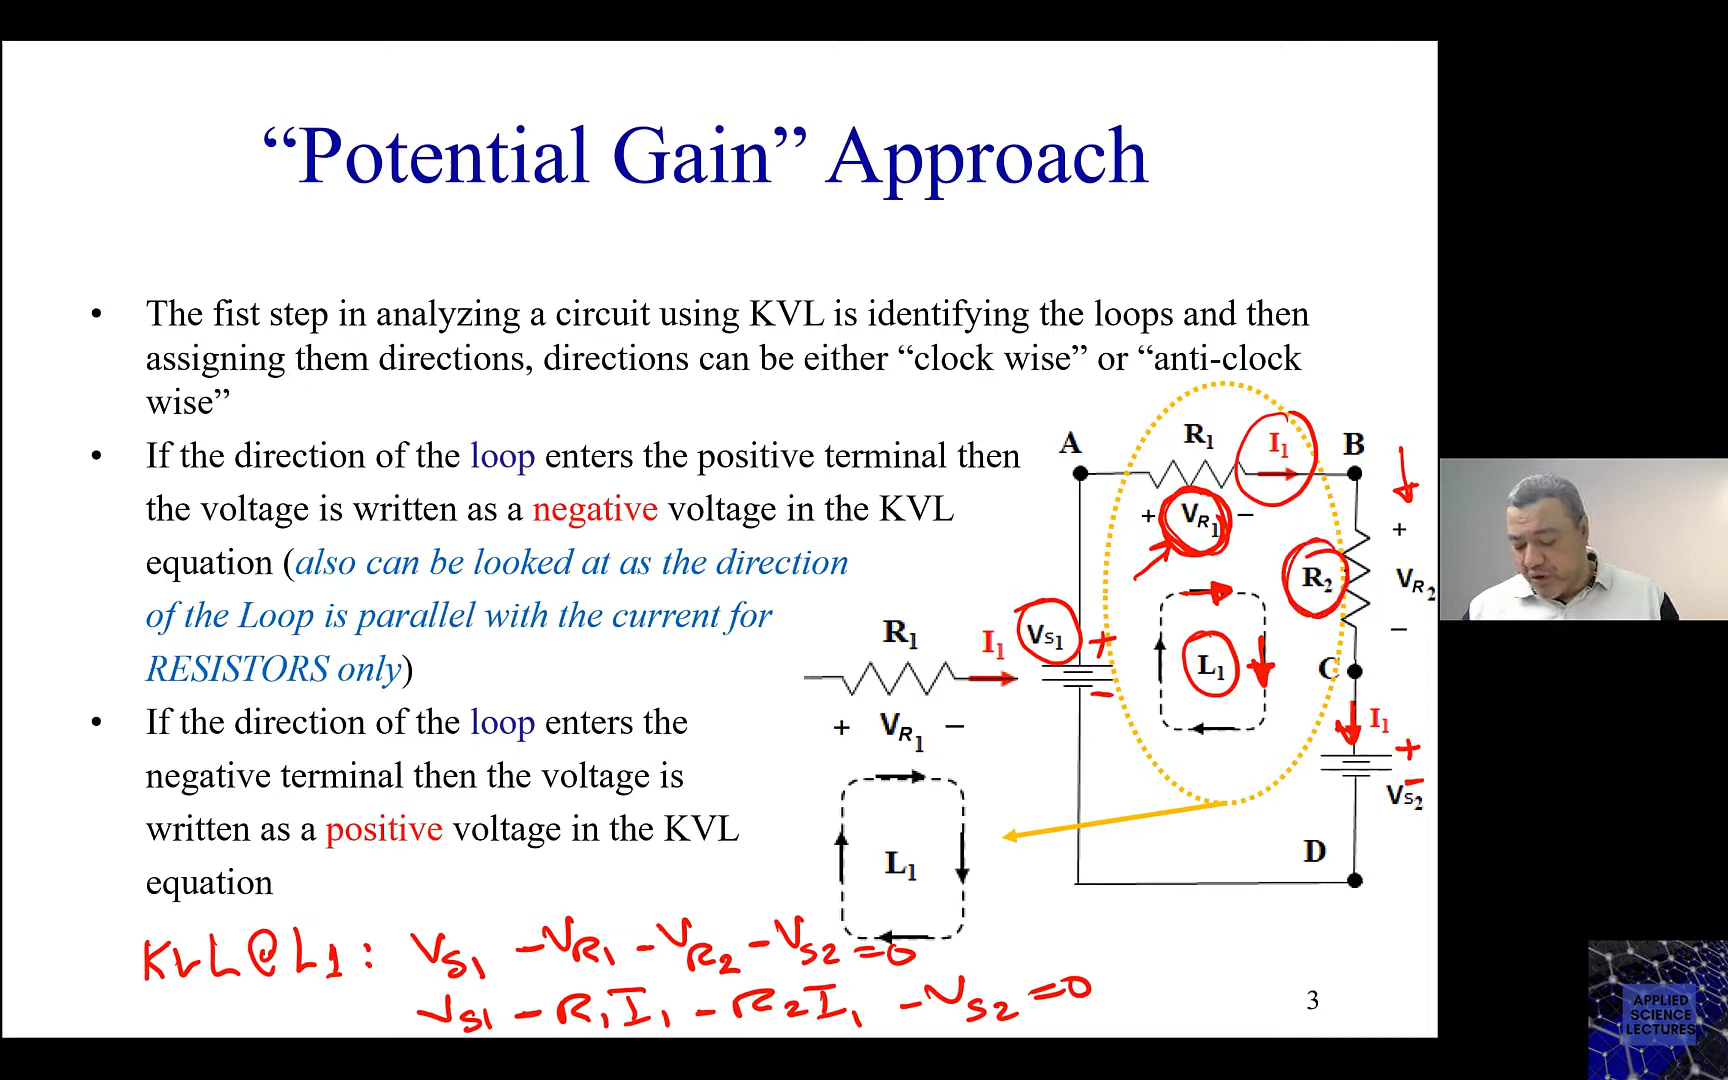 “Potential Gain” Approach
• The fist step in analyzing a circuit using KVL is identifying the loops and then
assigning them directions, directions can be either “clock wise” or “anti-clock
wise”
• If the direction of the loop enters the positive terminal then
the voltage is written as a negative voltage in the KVL
equation (also can be looked at as the direction
of the Loop is parallel with the current for
RESISTORS only)
• If the direction of the loop enters the
negative terminal then the voltage is
written as a positive voltage in the KVL
equation
R1 I1
+ VR1 −
L1
A R1 I1 B
+ VR1 −
+
R2 VR2
−
VS1 +
−
L1
C
I1
+
−
VS2
D
KVL@L1: VS1 −VR1 −VR2 −VS2 =0
VS1 − R1I1 − R2I1 −VS2 =0
3
APPLIED
SCIENCE
LECTURES